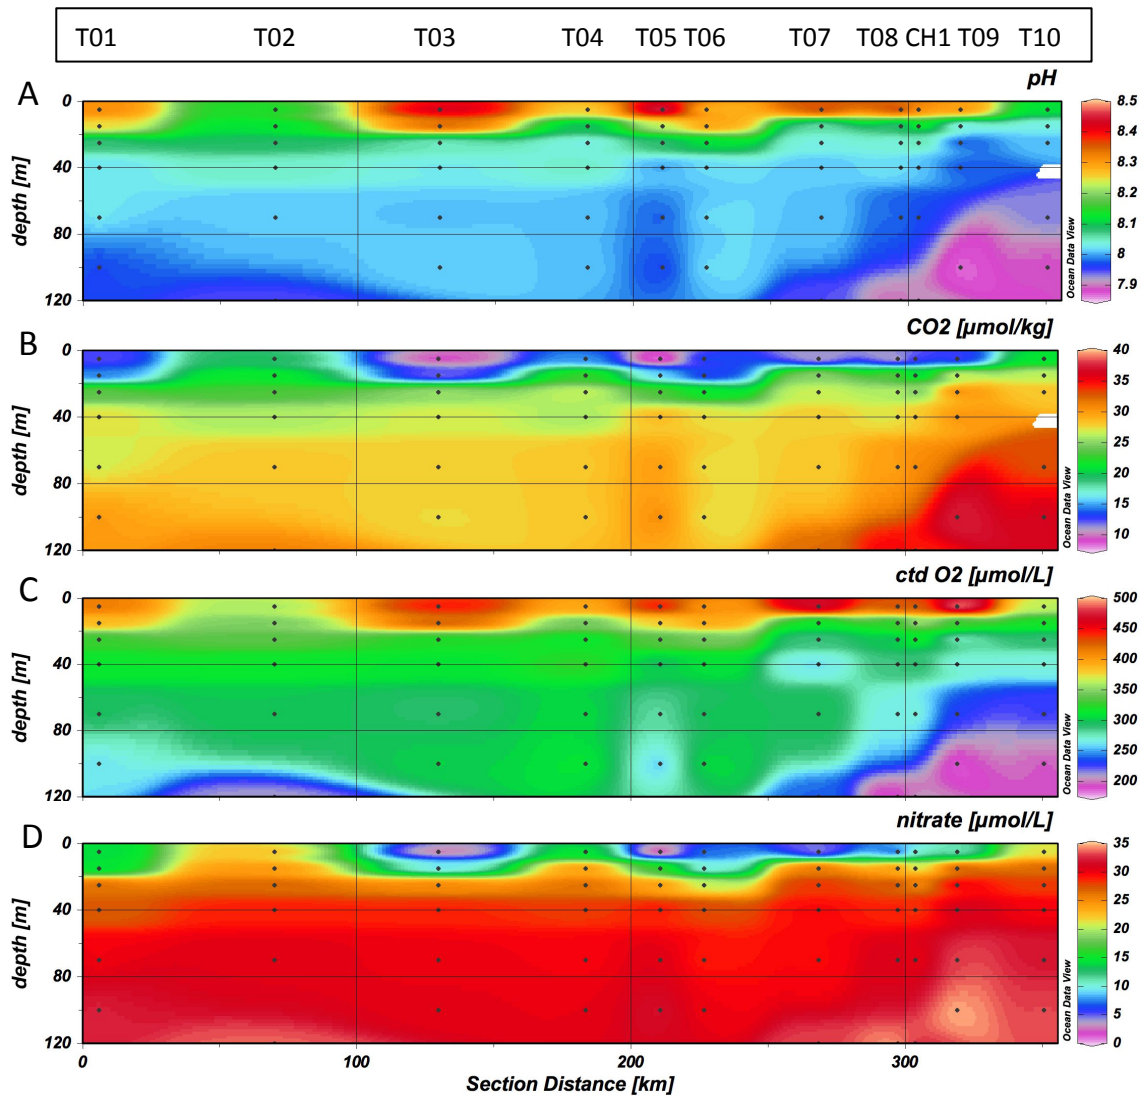 T01 T02 T03 T04 T05 T06 T07 T08 CH1 T09 T10
A
pH
depth [m]
0
40
80
120
8.5
8.4
8.3
8.2
8.1
8
7.9
Ocean Data View
B
CO2 [µmol/kg]
depth [m]
0
40
80
120
40
35
30
25
20
15
10
Ocean Data View
C
ctd O2 [µmol/L]
depth [m]
0
40
80
120
500
450
400
350
300
250
200
Ocean Data View
D
nitrate [µmol/L]
depth [m]
0
40
80
120
35
30
25
20
15
10
5
0
Ocean Data View
0 100 200 300
Section Distance [km]